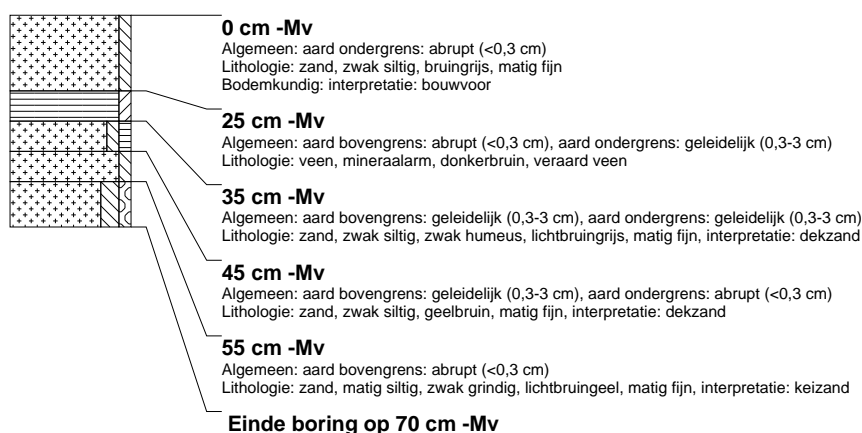 0 cm -Mv
Algemeen: aard ondergrens: abrupt (<0,3 cm)
Lithologie: zand, zwak siltig, bruingrijs, matig fijn
Bodemkundig: interpretatie: bouwvoor
25 cm -Mv
Algemeen: aard bovengrens: abrupt (<0,3 cm), aard ondergrens: geleidelijk (0,3-3 cm)
Lithologie: veen, mineraalarm, donkerbruin, veraard veen
35 cm -Mv
Algemeen: aard bovengrens: geleidelijk (0,3-3 cm), aard ondergrens: geleidelijk (0,3-3 cm)
Lithologie: zand, zwak siltig, zwak humeus, lichtbruingrijs, matig fijn, interpretatie: dekzand
45 cm -Mv
Algemeen: aard bovengrens: geleidelijk (0,3-3 cm), aard ondergrens: abrupt (<0,3 cm)
Lithologie: zand, zwak siltig, geelbruin, matig fijn, interpretatie: dekzand
55 cm -Mv
Algemeen: aard bovengrens: abrupt (<0,3 cm)
Lithologie: zand, matig siltig, zwak grindig, lichtbruingeel, matig fijn, interpretatie: keizand
Einde boring op 70 cm -Mv